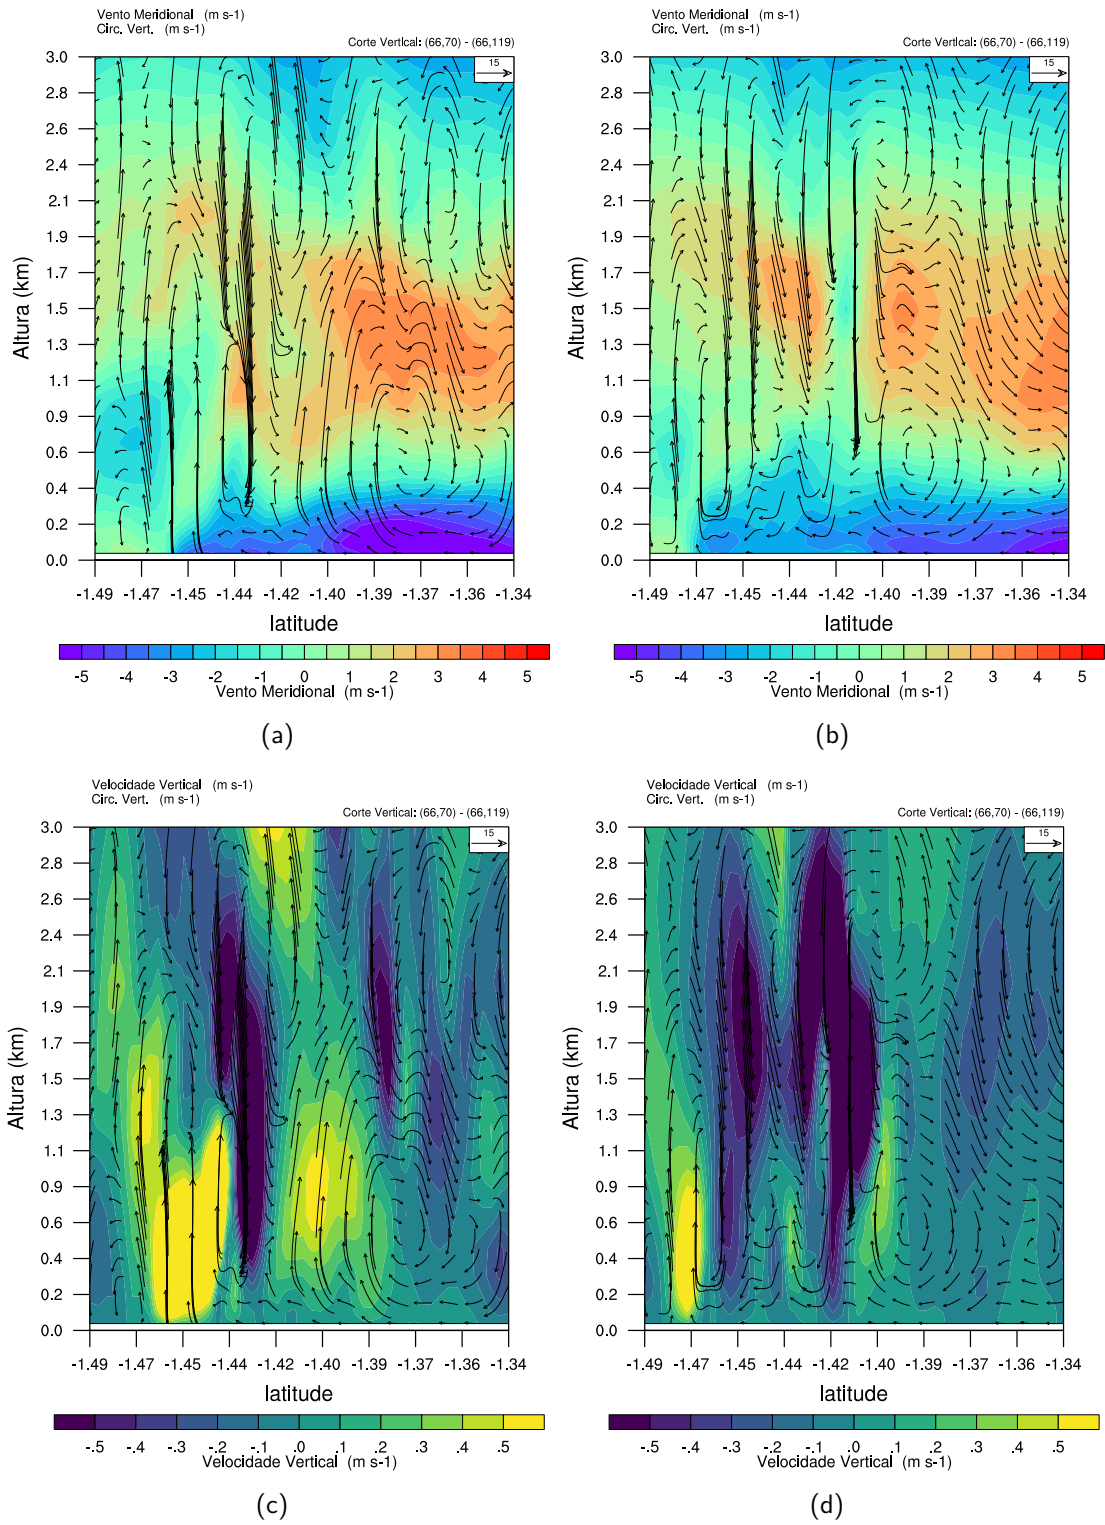 Vento Meridional (m s-1)
Circ. Vert. (m s-1)
Corte Vertical: (66,70) - (66,119)
15
3.0
2.8
2.6
2.4
2.1
1.9
1.7
1.5
1.3
1.1
0.9
0.6
0.4
0.2
0.0
Altura (km)
-1.49 -1.47 -1.45 -1.44 -1.42 -1.40 -1.39 -1.37 -1.36 -1.34
latitude
-5 -4 -3 -2 -1 0 1 2 3 4 5
Vento Meridional (m s-1)
(a)
Vento Meridional (m s-1)
Circ. Vert. (m s-1)
Corte Vertical: (66,70) - (66,119)
15
3.0
2.8
2.6
2.4
2.1
1.9
1.7
1.5
1.3
1.1
0.9
0.6
0.4
0.2
0.0
Altura (km)
-1.49 -1.47 -1.45 -1.44 -1.42 -1.40 -1.39 -1.37 -1.36 -1.34
latitude
-5 -4 -3 -2 -1 0 1 2 3 4 5
Vento Meridional (m s-1)
(b)
Velocidade Vertical (m s-1)
Circ. Vert. (m s-1)
Corte Vertical: (66,70) - (66,119)
15
3.0
2.8
2.6
2.4
2.1
1.9
1.7
1.5
1.3
1.1
0.9
0.6
0.4
0.2
0.0
Altura (km)
-1.49 -1.47 -1.45 -1.44 -1.42 -1.40 -1.39 -1.37 -1.36 -1.34
latitude
-.5 -.4 -.3 -.2 -.1 .0 .1 .2 .3 .4 .5
Velocidade Vertical (m s-1)
(c)
Velocidade Vertical (m s-1)
Circ. Vert. (m s-1)
Corte Vertical: (66,70) - (66,119)
15
3.0
2.8
2.6
2.4
2.1
1.9
1.7
1.5
1.3
1.1
0.9
0.6
0.4
0.2
0.0
Altura (km)
-1.49 -1.47 -1.45 -1.44 -1.42 -1.40 -1.39 -1.37 -1.36 -1.34
latitude
-.5 -.4 -.3 -.2 -.1 .0 .1 .2 .3 .4 .5
Velocidade Vertical (m s-1)
(d)